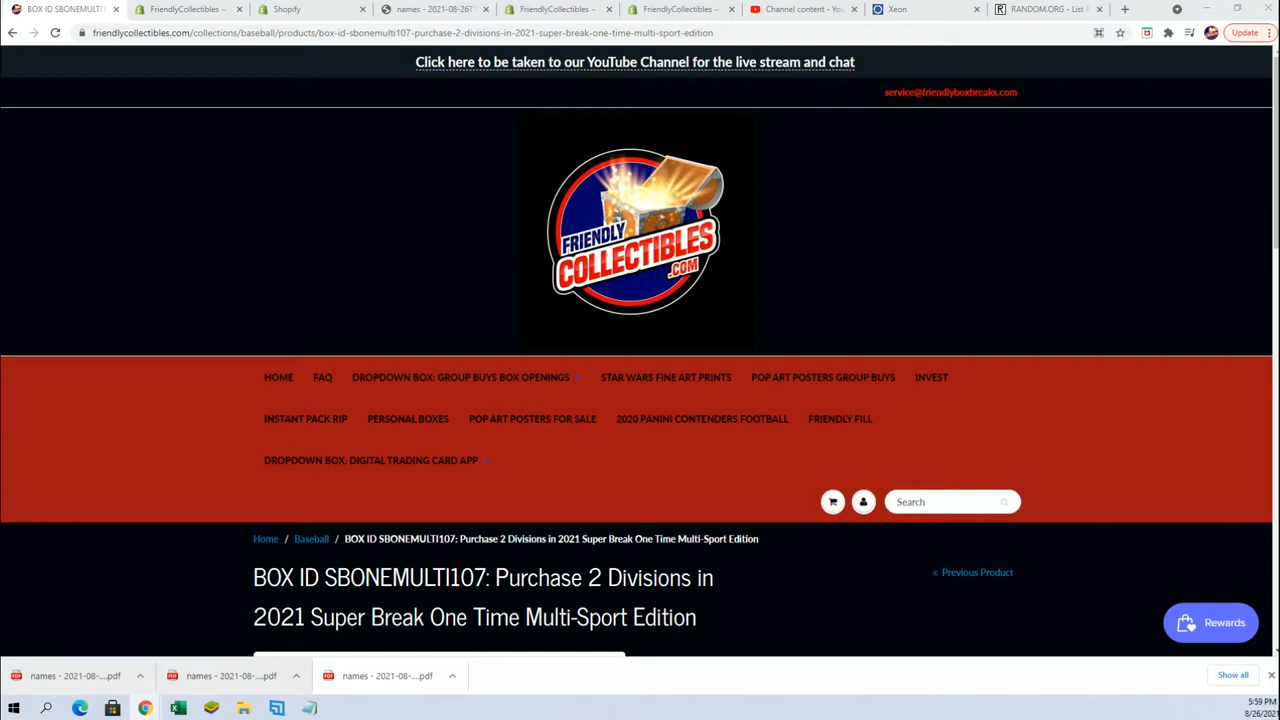 BOX ID SBONEMULTI107
FriendlyCollectibles ~
Shopify
names - 2021-08-26T
FriendlyCollectibles ~
FriendlyCollectibles ~
Channel content - You
Xeon
RANDOM.ORG - List R
friendlycollectibles.com/collections/baseball/products/box-id-sbonemulti107-purchase-2-divisions-in-2021-super-break-one-time-multi-sport-edition
Update
Click here to be taken to our YouTube Channel for the live stream and chat
service@friendlyboxbreaks.com
FRIENDLY
COLLECTIBLES
.COM
HOME FAQ DROPDOWN BOX: GROUP BUYS BOX OPENINGS STAR WARS FINE ART PRINTS POP ART POSTERS GROUP BUYS INVEST
INSTANT PACK RIP PERSONAL BOXES POP ART POSTERS FOR SALE 2020 PANINI CONTENDERS FOOTBALL FRIENDLY FILL
DROPDOWN BOX: DIGITAL TRADING CARD APP
Search
Home / Baseball / BOX ID SBONEMULTI107: Purchase 2 Divisions in 2021 Super Break One Time Multi-Sport Edition
BOX ID SBONEMULTI107: Purchase 2 Divisions in
2021 Super Break One Time Multi-Sport Edition
« Previous Product
Rewards
names - 2021-08-....pdf
names - 2021-08-....pdf
names - 2021-08-....pdf
Show all
5:59 PM
8/26/2021